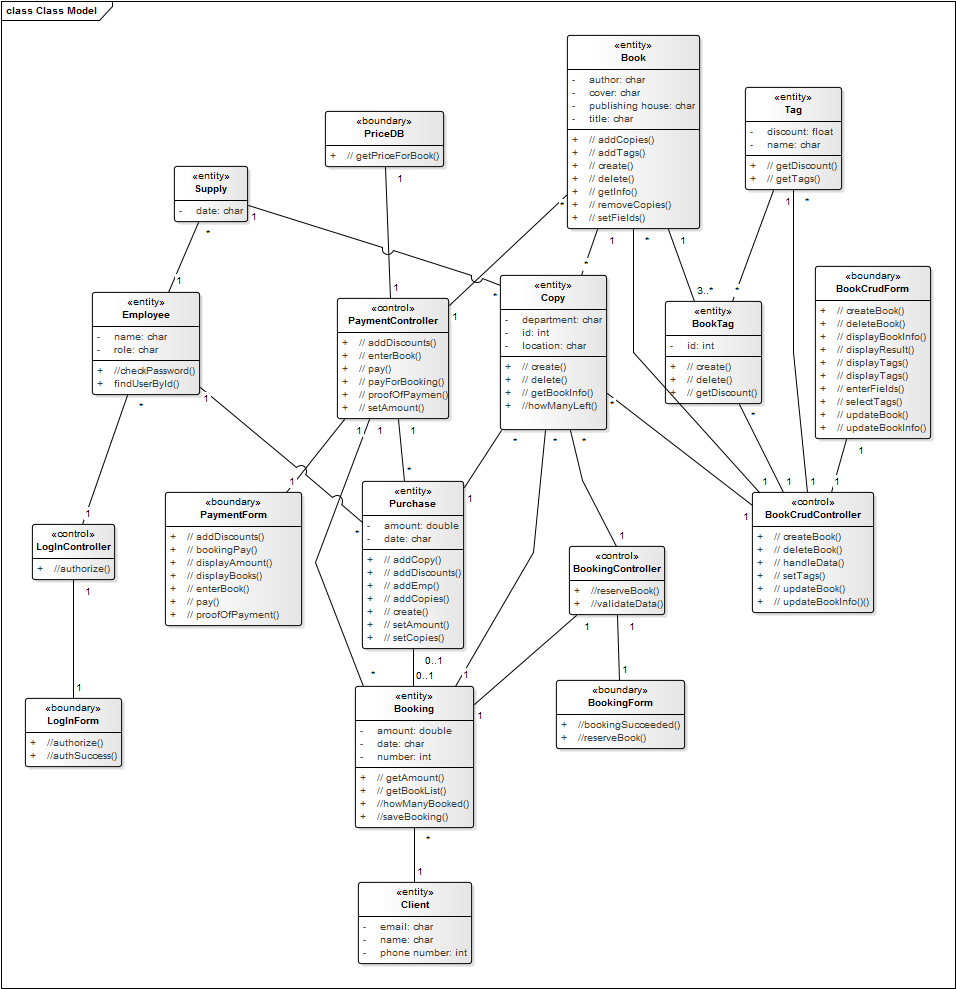 class Class Model
«entity»
Book
- author: char
- cover: char
- publishing house: char
- title: char
+ // addCopies()
+ // addTags()
+ // create()
+ // delete()
+ // getInfo()
+ // removeCopies()
+ // setFields()
«entity»
Tag
- discount: float
- name: char
+ // getDiscount()
+ // getTags()
«boundary»
PriceDB
+ // getPriceForBook()
«entity»
Supply
- date: char
«entity»
Employee
- name: char
- role: char
+ //checkPassword()
+ findUserById()
«control»
PaymentController
+ // addDiscounts()
+ // enterBook()
+ // pay()
+ // payForBooking()
+ // proofOfPaymen()
+ // setAmount()
«entity»
Copy
- department: char
- id: int
- location: char
+ // create()
+ // delete()
+ // getBookInfo()
+ //howManyLeft()
«entity»
BookTag
- id: int
+ // create()
+ // delete()
+ // getDiscount()
«boundary»
BookCrudForm
+ // createBook()
+ // deleteBook()
+ // displayBookInfo()
+ // displayResult()
+ // displayTags()
+ // displayTags()
+ // enterFields()
+ // selectTags()
+ // updateBook()
+ // updateBookInfo()
«control»
LogInController
+ //authorize()
«boundary»
PaymentForm
+ // addDiscounts()
+ // bookingPay()
+ // displayAmount()
+ // displayBooks()
+ // enterBook()
+ // pay()
+ // proofOfPayment()
«entity»
Purchase
- amount: double
- date: char
+ // addCopy()
+ // addDiscounts()
+ // addEmp()
+ // addCopies()
+ // create()
+ // setAmount()
+ // setCopies()
«control»
BookingController
+ //reserveBook()
+ //validateData()
«control»
BookCrudController
+ // createBook()
+ // deleteBook()
+ // handleData()
+ // setTags()
+ // updateBook()
+ // updateBookInfo()()
«boundary»
LogInForm
+ //authorize()
+ //authSuccess()
«entity»
Booking
- amount: double
- date: char
- number: int
+ // getAmount()
+ // getBookList()
+ //howManyBooked()
+ //saveBooking()
«boundary»
BookingForm
+ //bookingSucceeded()
+ //reserveBook()
«entity»
Client
- email: char
- name: char
- phone number: int
1
1
1
*
*
1
*
1
*
1
*
1
*
1
*
1
*
3..*
*
1
*
1
1
1
*
1
*
*
*
*
1
1
1
1
1
1
1
1
1
*
1
*
1
1
1
0..1
0..1
*
1
1
1
1
1
1
*
1